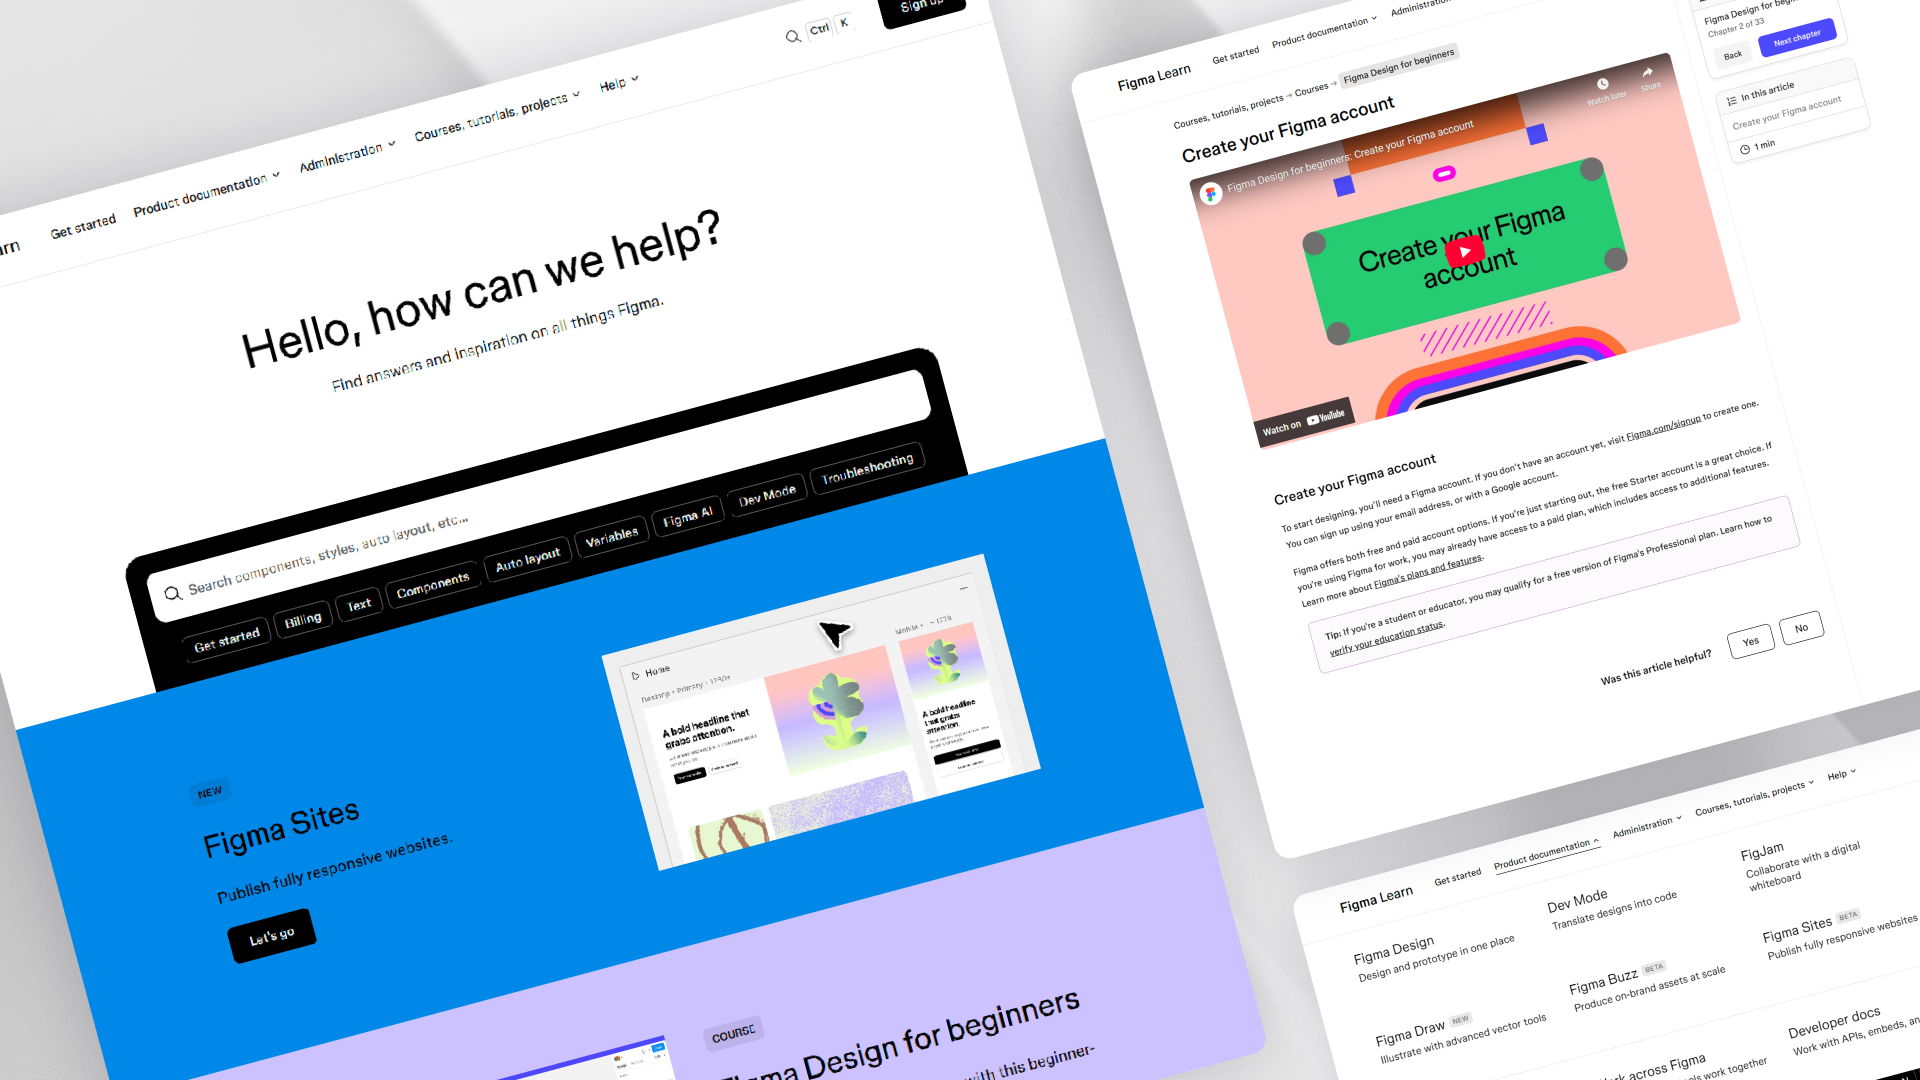 Sign up
Ctrl K
Get started
Product documentation
Administration
Courses, tutorials, projects
Help
Hello, how can we help?
Find answers and inspiration on all things Figma.
Search components, styles, auto layout, etc...
Get started
Billing
Text
Components
Auto layout
Variables
Figma AI
Dev Mode
Troubleshooting
NEW
Figma Sites
Publish fully responsive websites.
Let's go
Home
Desktop • Primary • 1280+
A bold headline that
grabs attention.
A bold headline
that grabs
attention.
COURSE
Figma Design for beginners
with this beginner-
Figma Learn
Get started
Product documentation
Administration
Courses, tutorials, projects → Courses → Figma Design for beginners
Create your Figma account
Figma Design for beginners: Create your Figma account
Watch later
Share
Create your Figma
account
Watch on YouTube
Create your Figma account
To start designing, you'll need a Figma account. If you don't have an account yet, visit Figma.com/signup to create one.
You can sign up using your email address, or with a Google account.
Figma offers both free and paid account options. If you're just starting out, the free Starter account is a great choice. If
you're using Figma for work, you may already have access to a paid plan, which includes access to additional features.
Learn more about Figma's plans and features.
Tip: If you're a student or educator, you may qualify for a free version of Figma's Professional plan. Learn how to
verify your education status.
Was this article helpful?
Yes
No
Figma Design for beginners
Chapter 2 of 33
Back
Next chapter
In this article
Create your Figma account
1 min
Figma Learn
Get started
Product documentation
Administration
Courses, tutorials, projects
Help
Figma Design
Design and prototype in one place
Dev Mode
Translate designs into code
FigJam
Collaborate with a digital
whiteboard
Figma Draw NEW
Illustrate with advanced vector tools
Figma Buzz BETA
Produce on-brand assets at scale
Figma Sites BETA
Publish fully responsive websites
Work across Figma
tools work together
Developer docs
Work with APIs, embeds, an